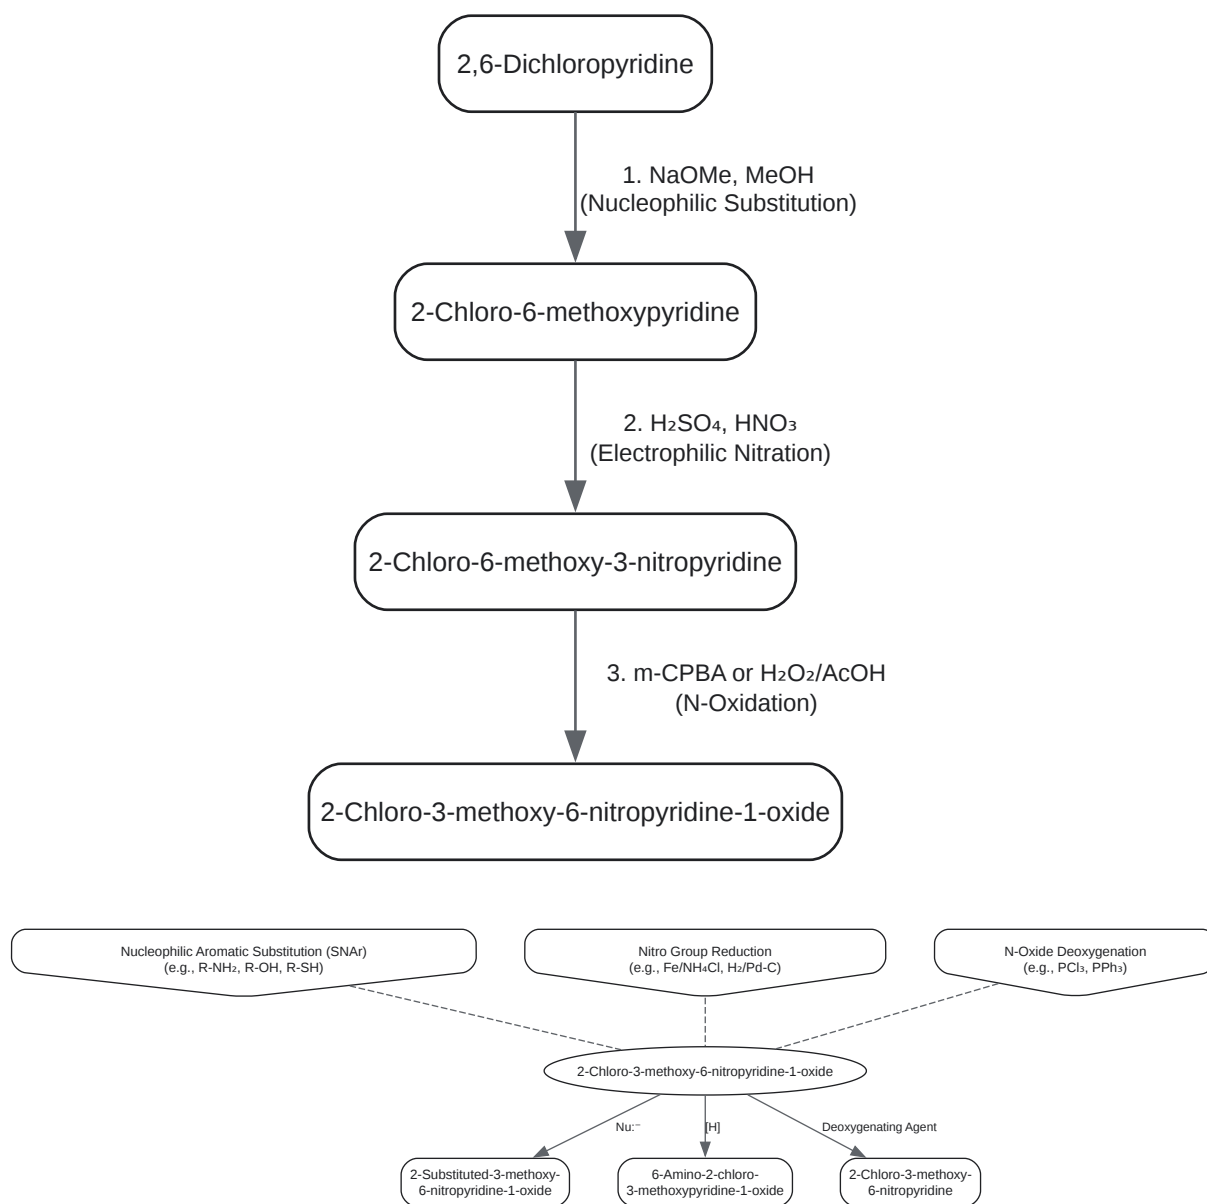 2,6-Dichloropyridine
1. NaOMe, MeOH
(Nucleophilic Substitution)
2-Chloro-6-methoxypyridine
2. H₂SO₄, HNO₃
(Electrophilic Nitration)
2-Chloro-6-methoxy-3-nitropyridine
3. m-CPBA or H₂O₂/AcOH
(N-Oxidation)
2-Chloro-3-methoxy-6-nitropyridine-1-oxide
Nucleophilic Aromatic Substitution (SNAr)
(e.g., R-NH₂, R-OH, R-SH)
Nitro Group Reduction
(e.g., Fe/NH₄Cl, H₂/Pd-C)
N-Oxide Deoxygenation
(e.g., PCl₃, PPh₃)
2-Chloro-3-methoxy-6-nitropyridine-1-oxide
Nu:⁻
[H]
Deoxygenating Agent
2-Substituted-3-methoxy-
6-nitropyridine-1-oxide
6-Amino-2-chloro-
3-methoxypyridine-1-oxide
2-Chloro-3-methoxy-
6-nitropyridine